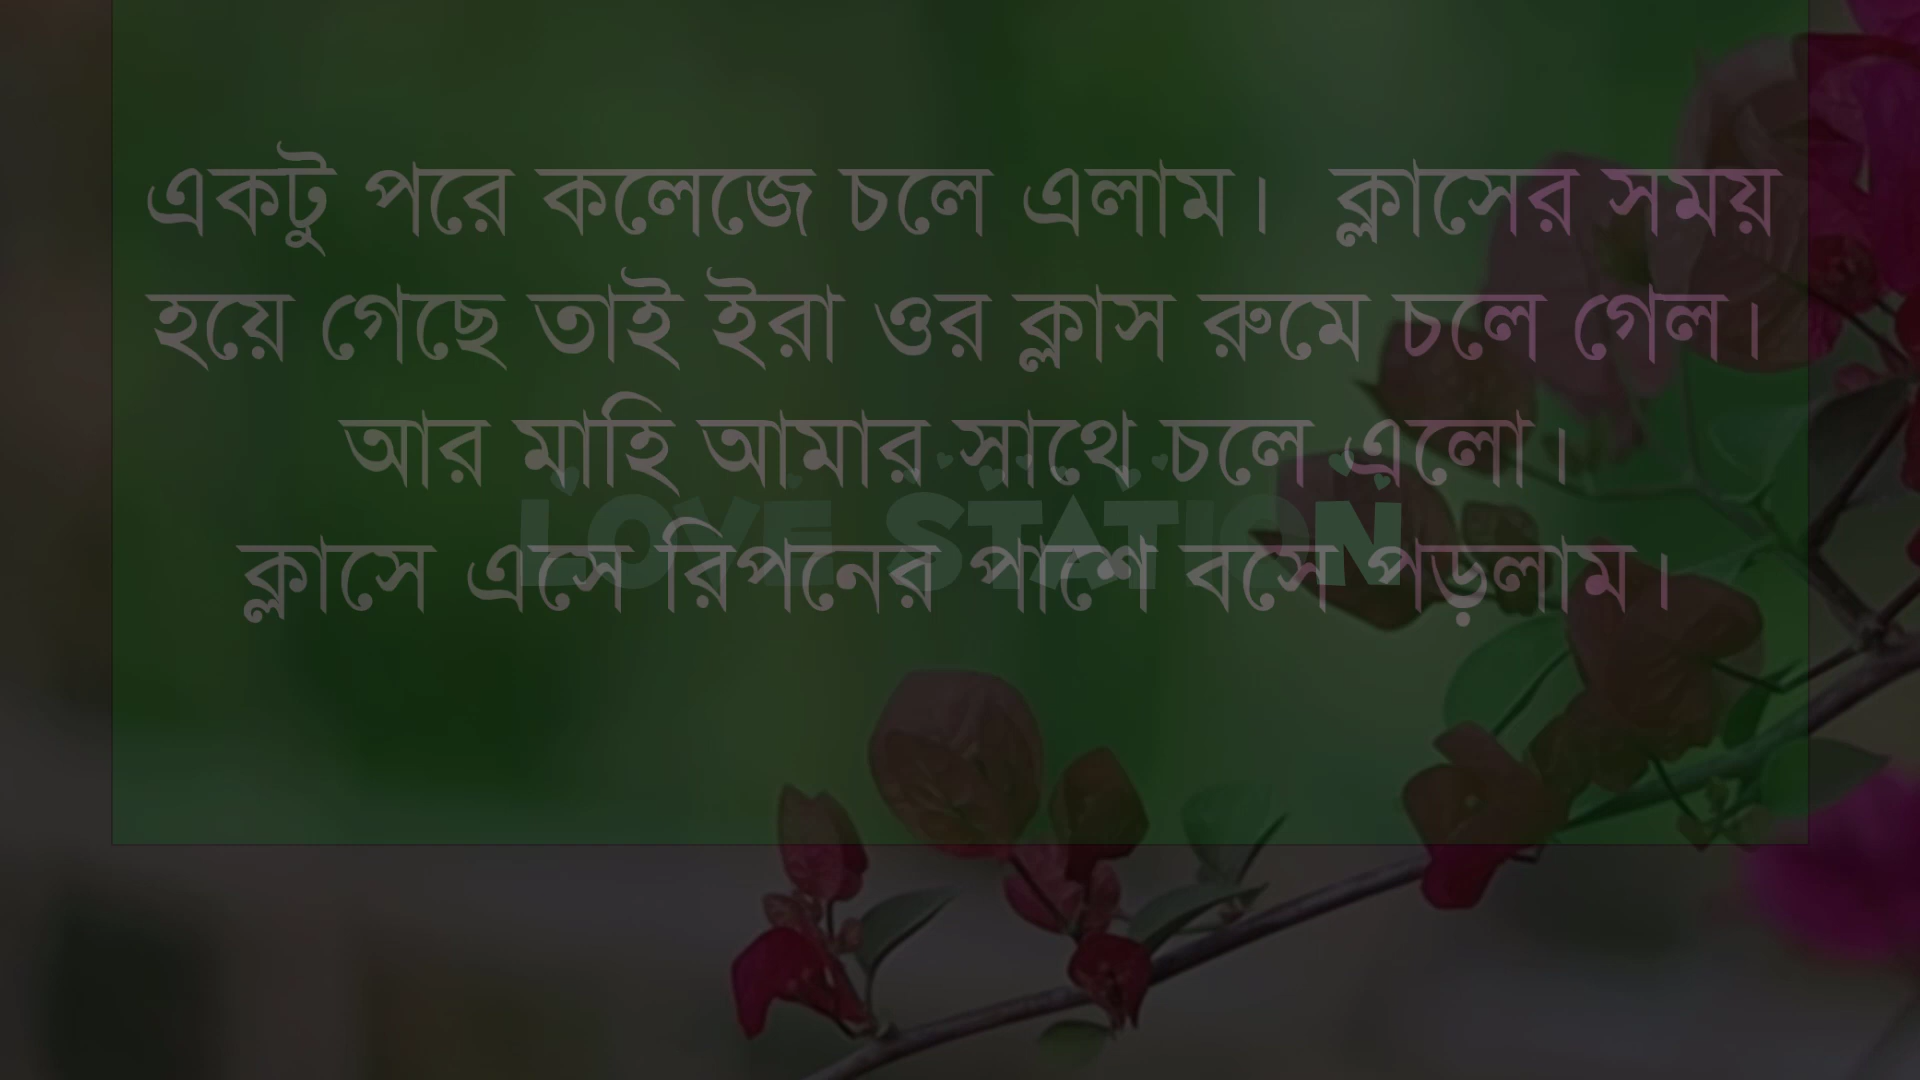 একটু পরে কলেজে চলে এলাম। ক্লাসের সময়
হয়ে গেছে তাই ইরা ওর ক্লাস রুমে চলে গেল।
আর মাহি আমার সাথে চলে এলো।
LOVE STATION
ক্লাসে এসে রিপনের পাশে বসে পড়লাম।